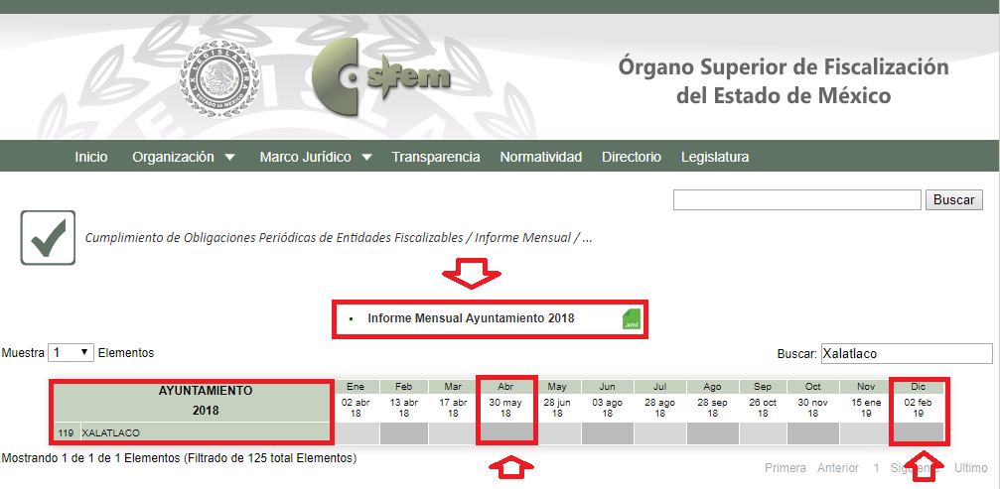 LEGISLATURA
ESTADO DE MÉXICO
Osfem
Órgano Superior de Fiscalización
del Estado de México
Inicio Organización Marco Jurídico Transparencia Normatividad Directorio Legislatura
Buscar
Cumplimiento de Obligaciones Periódicas de Entidades Fiscalizables / Informe Mensual / ...
Informe Mensual Ayuntamiento 2018 .xml
Muestra 1 Elementos Buscar: Xalatlaco
AYUNTAMIENTO
2018
Ene Feb Mar Abr May Jun Jul Ago Sep Oct Nov Dic
02 abr 13 abr 17 abr 30 may 28 jun 03 ago 28 ago 28 sep 26 oct 30 nov 15 ene 02 feb
18 18 18 18 18 18 18 18 18 18 19 19
119 XALATLACO
Mostrando 1 de 1 de 1 Elementos (Filtrado de 125 total Elementos)
Primera Anterior 1 Siguiente Ultimo